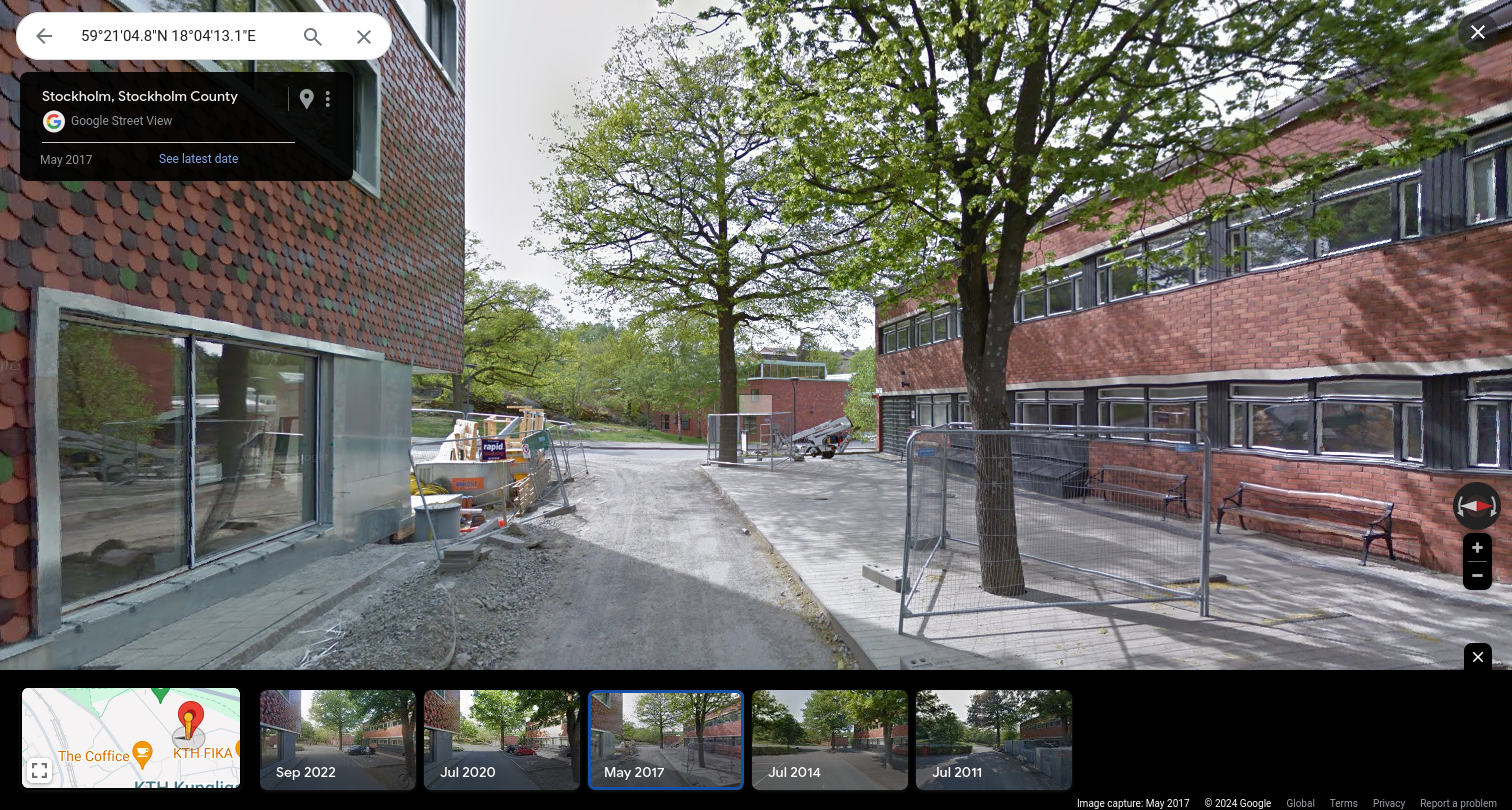 59°21'04.8"N 18°04'13.1"E
Stockholm, Stockholm County
Google Street View
May 2017
See latest date
rapid
The Coffice
KTH FIKA
Sep 2022
Jul 2020
May 2017
Jul 2014
Jul 2011
Image capture: May 2017 © 2024 Google Global Terms Privacy Report a problem